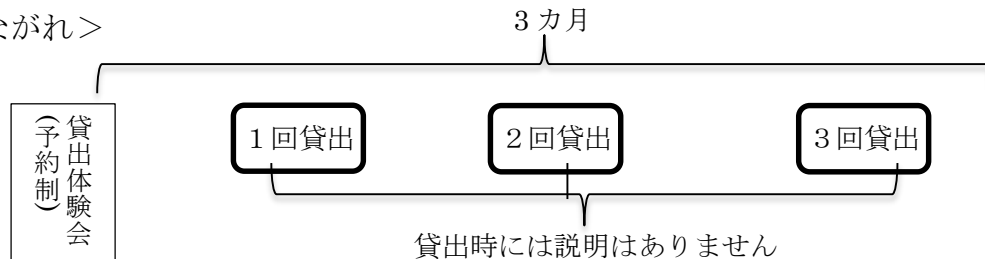 ながれ＞
３カ月
貸出体験会
(予約制)
１回貸出
２回貸出
３回貸出
貸出時には説明はありません